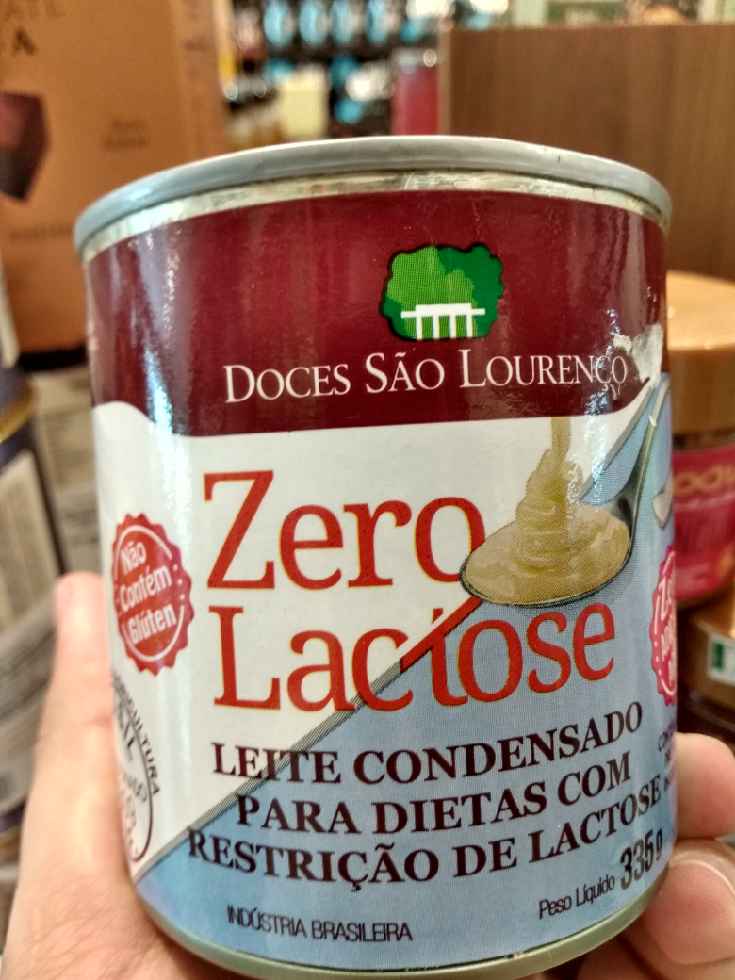 DOCES SÃO LOURENÇO
Zero
Lactose
Não
Contém
Glúten
LEITE CONDENSADO
PARA DIETAS COM
RESTRIÇÃO DE LACTOSE
INDÚSTRIA BRASILEIRA
Peso Líquido 335g